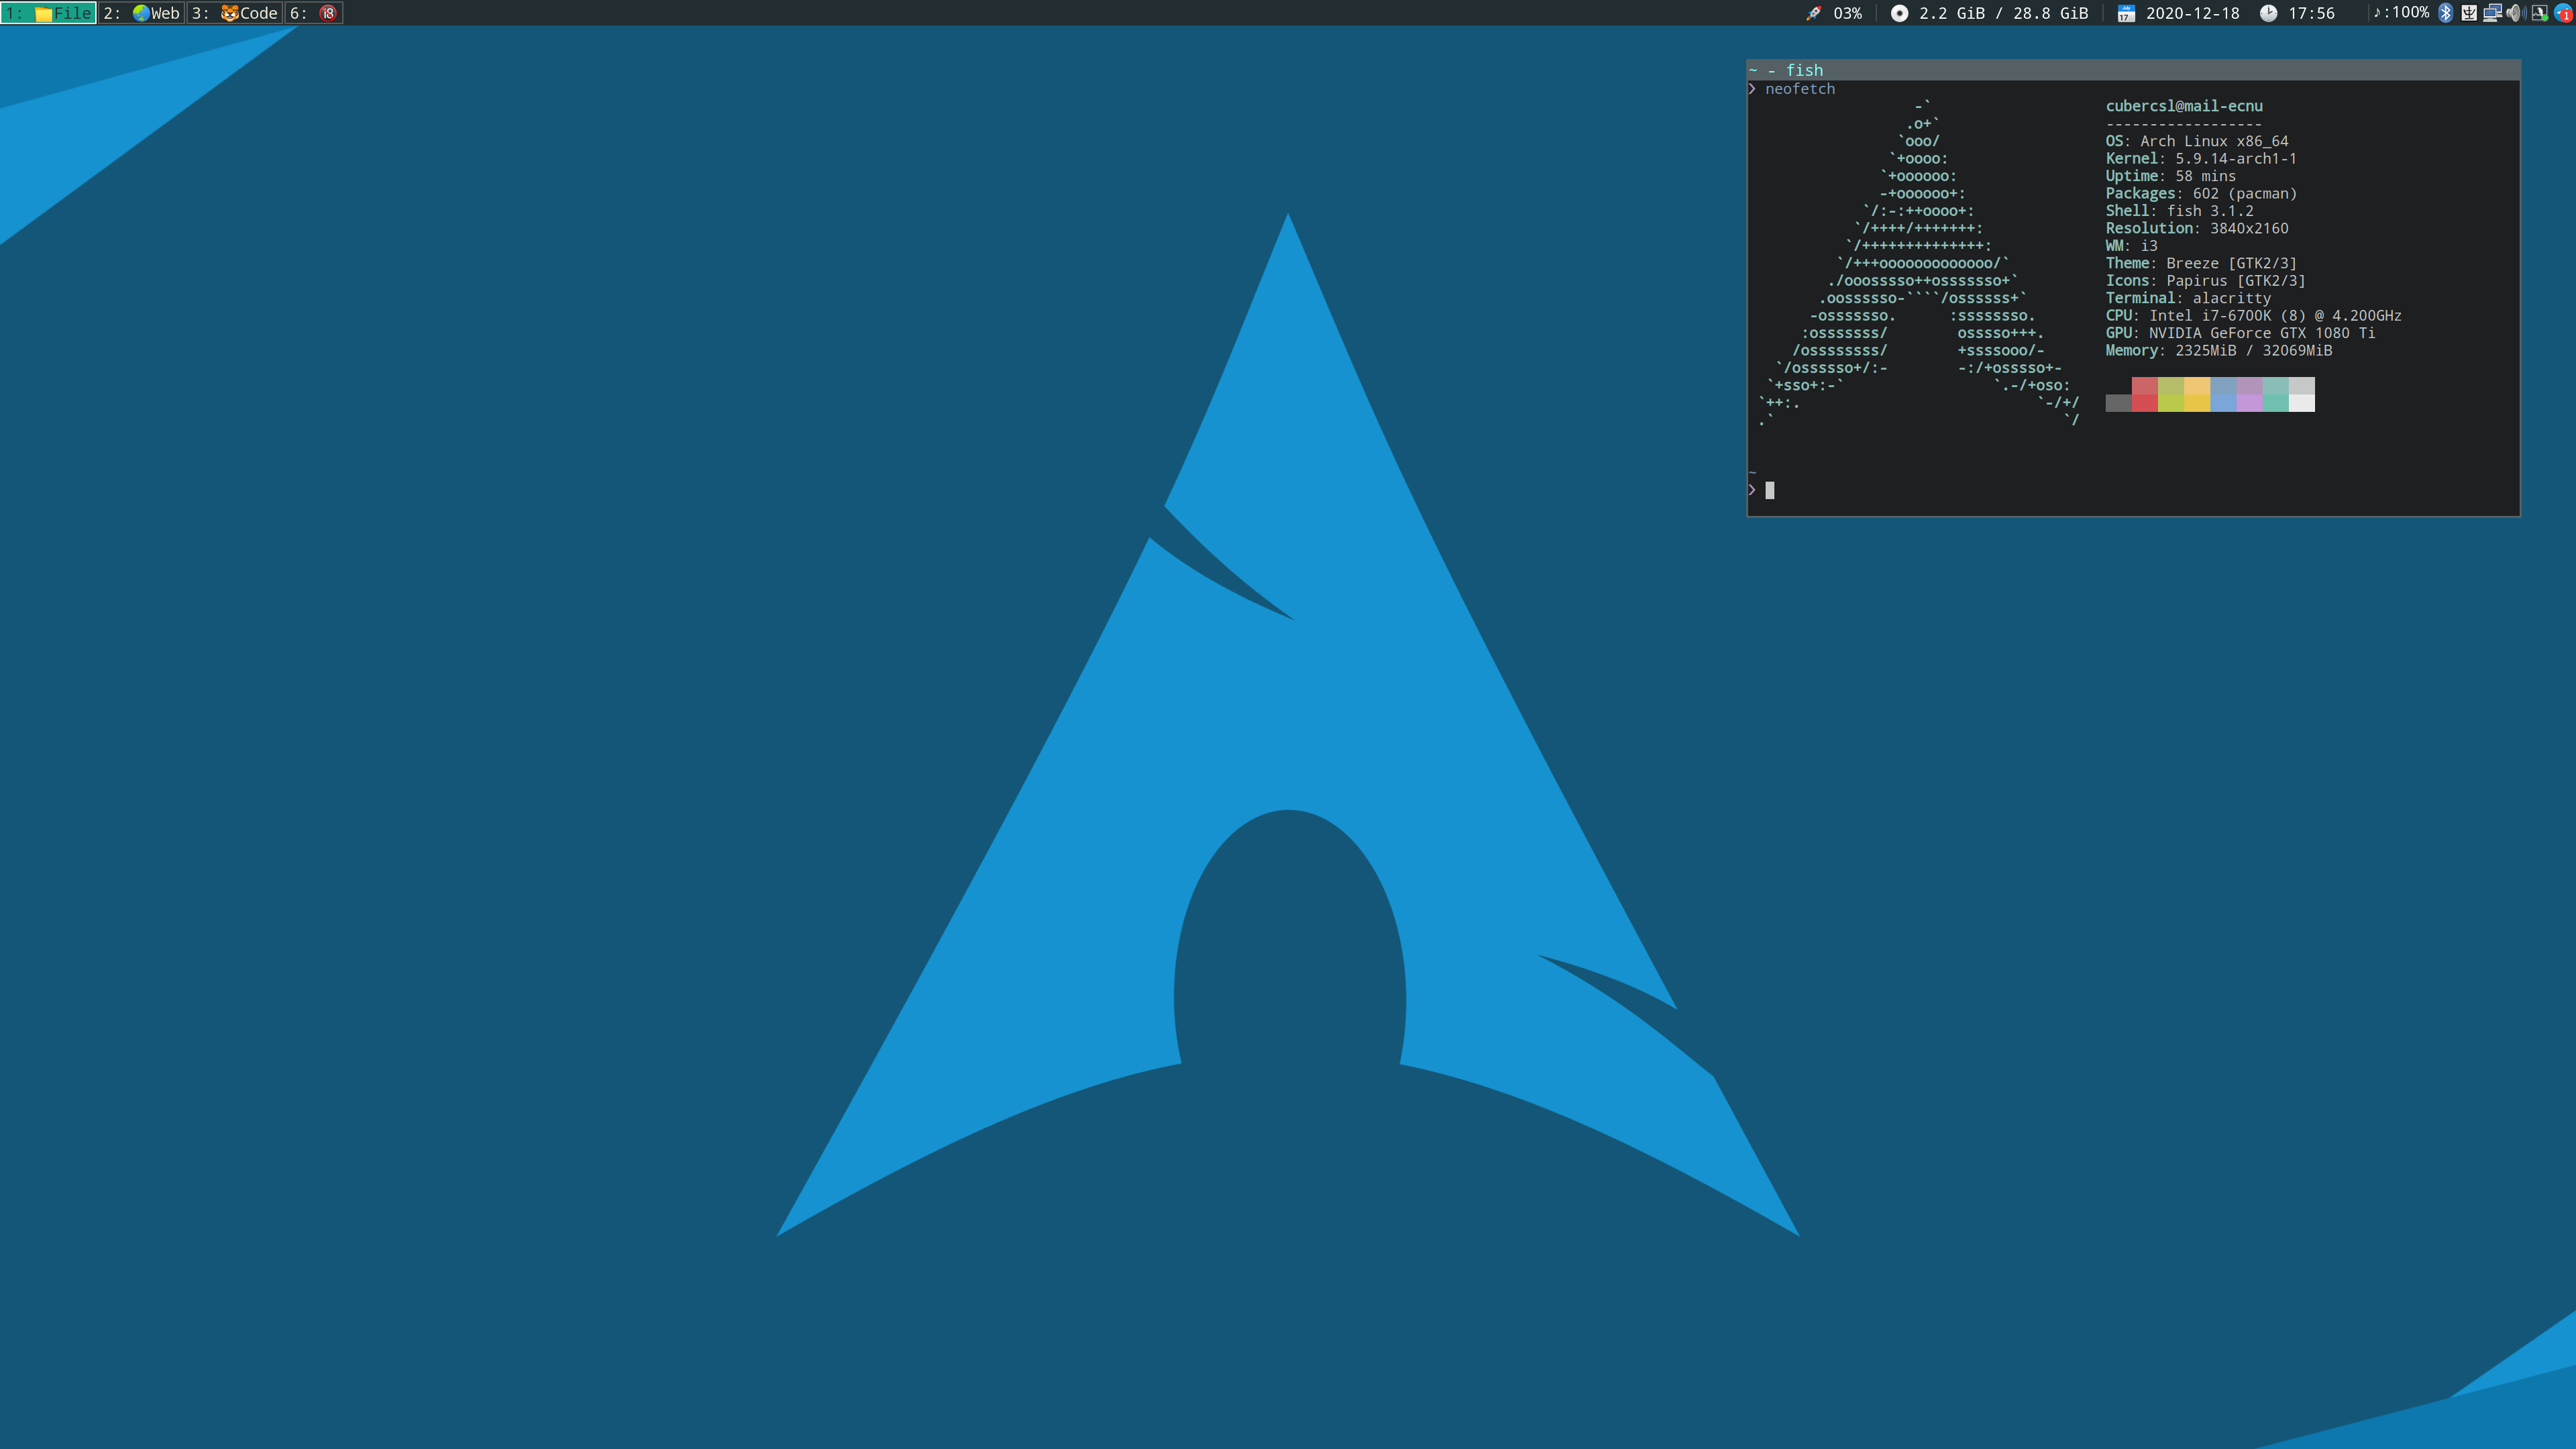 1: File 2: Web 3: Code 6: 🔞
03% 2.2 GiB / 28.8 GiB 2020-12-18 17:56 ♪:100%
~ - fish
❯ neofetch
-`
.o+`
`ooo/
`+oooo:
`+oooooo:
-+oooooo+:
`/:-:++oooo+:
`/++++/+++++++:
`/++++++++++++++:
`/+++ooooooooooooo/`
./ooosssso++osssssso+`
.oossssso-````/ossssss+`
-osssssso. :ssssssso.
:osssssss/ osssso+++.
/ossssssss/ +ssssooo/-
`/ossssso+/:- -:/+osssso+-
`+sso+:-` `.-/+oso:
`++:. `-/+/
.` `/
cubercsl@mail-ecnu
------------------
OS: Arch Linux x86_64
Kernel: 5.9.14-arch1-1
Uptime: 58 mins
Packages: 602 (pacman)
Shell: fish 3.1.2
Resolution: 3840x2160
WM: i3
Theme: Breeze [GTK2/3]
Icons: Papirus [GTK2/3]
Terminal: alacritty
CPU: Intel i7-6700K (8) @ 4.200GHz
GPU: NVIDIA GeForce GTX 1080 Ti
Memory: 2325MiB / 32069MiB
~
❯